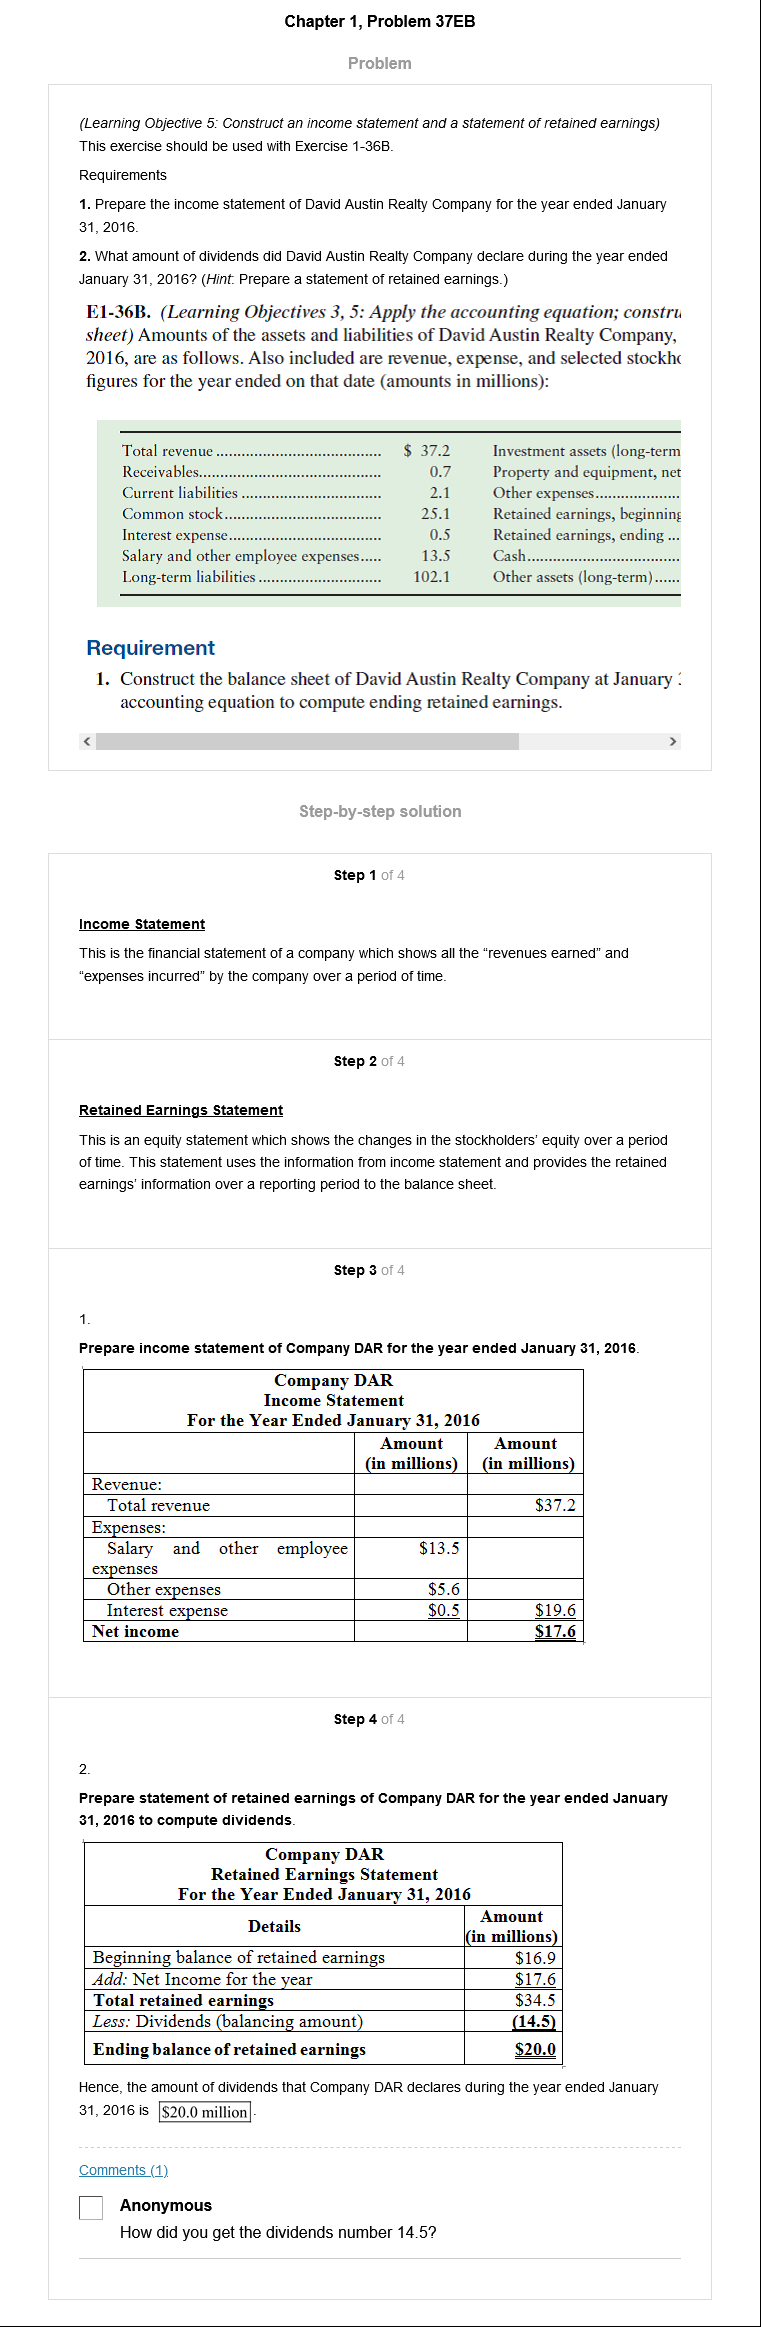 Chapter 1, Problem 37EB
Problem
(Learning Objective 5: Construct an income statement and a statement of retained earnings)
This exercise should be used with Exercise 1-36B.
Requirements
1. Prepare the income statement of David Austin Realty Company for the year ended January
31, 2016.
2. What amount of dividends did David Austin Realty Company declare during the year ended
January 31, 2016? (Hint: Prepare a statement of retained earnings.)
E1-36B. (Learning Objectives 3, 5: Apply the accounting equation; constru
sheet) Amounts of the assets and liabilities of David Austin Realty Company,
2016, are as follows. Also included are revenue, expense, and selected stockho
figures for the year ended on that date (amounts in millions):
Total revenue ....................................... $ 37.2 Investment assets (long-term
Receivables........................................... 0.7 Property and equipment, net
Current liabilities ................................. 2.1 Other expenses....................
Common stock..................................... 25.1 Retained earnings, beginning
Interest expense.................................... 0.5 Retained earnings, ending ...
Salary and other employee expenses..... 13.5 Cash....................................
Long-term liabilities ............................. 102.1 Other assets (long-term)......
Requirement
1. Construct the balance sheet of David Austin Realty Company at January 3
accounting equation to compute ending retained earnings.
Step-by-step solution
Step 1 of 4
Income Statement
This is the financial statement of a company which shows all the “revenues earned” and
“expenses incurred” by the company over a period of time.
Step 2 of 4
Retained Earnings Statement
This is an equity statement which shows the changes in the stockholders’ equity over a period
of time. This statement uses the information from income statement and provides the retained
earnings’ information over a reporting period to the balance sheet.
Step 3 of 4
1.
Prepare income statement of Company DAR for the year ended January 31, 2016.
Company DAR
Income Statement
For the Year Ended January 31, 2016
Amount Amount
(in millions) (in millions)
Revenue:
Total revenue $37.2
Expenses:
Salary and other employee $13.5
expenses
Other expenses $5.6
Interest expense $0.5 $19.6
Net income $17.6
Step 4 of 4
2.
Prepare statement of retained earnings of Company DAR for the year ended January
31, 2016 to compute dividends.
Company DAR
Retained Earnings Statement
For the Year Ended January 31, 2016
Details Amount
(in millions)
Beginning balance of retained earnings $16.9
Add: Net Income for the year $17.6
Total retained earnings $34.5
Less: Dividends (balancing amount) (14.5)
Ending balance of retained earnings $20.0
Hence, the amount of dividends that Company DAR declares during the year ended January
31, 2016 is $20.0 million.
Comments (1)
Anonymous
How did you get the dividends number 14.5?